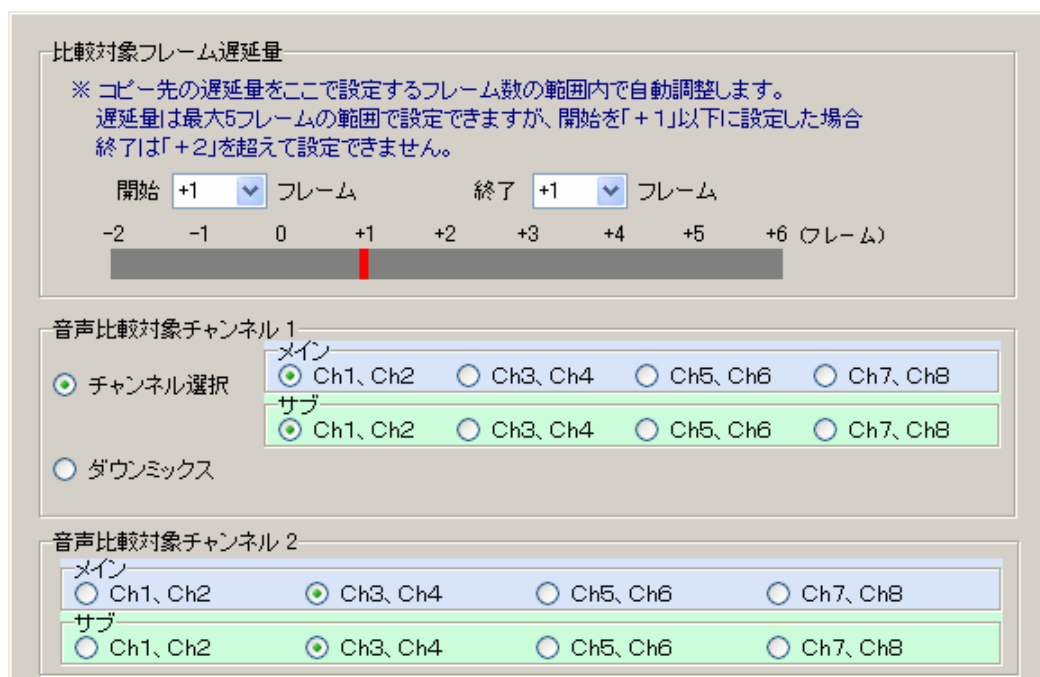 比較対象フレーム遅延量
※ コピー先の遅延量をここで設定するフレーム数の範囲内で自動調整します。
遅延量は最大5フレームの範囲で設定できますが、開始を「+1」以下に設定した場合
終了は「+2」を超えて設定できません。
開始 +1 フレーム 終了 +1 フレーム
-2 -1 0 +1 +2 +3 +4 +5 +6 (フレーム)
音声比較対象チャンネル 1
メイン
チャンネル選択 Ch1、Ch2 Ch3、Ch4 Ch5、Ch6 Ch7、Ch8
サブ
Ch1、Ch2 Ch3、Ch4 Ch5、Ch6 Ch7、Ch8
ダウンミックス
音声比較対象チャンネル 2
メイン
Ch1、Ch2 Ch3、Ch4 Ch5、Ch6 Ch7、Ch8
サブ
Ch1、Ch2 Ch3、Ch4 Ch5、Ch6 Ch7、Ch8